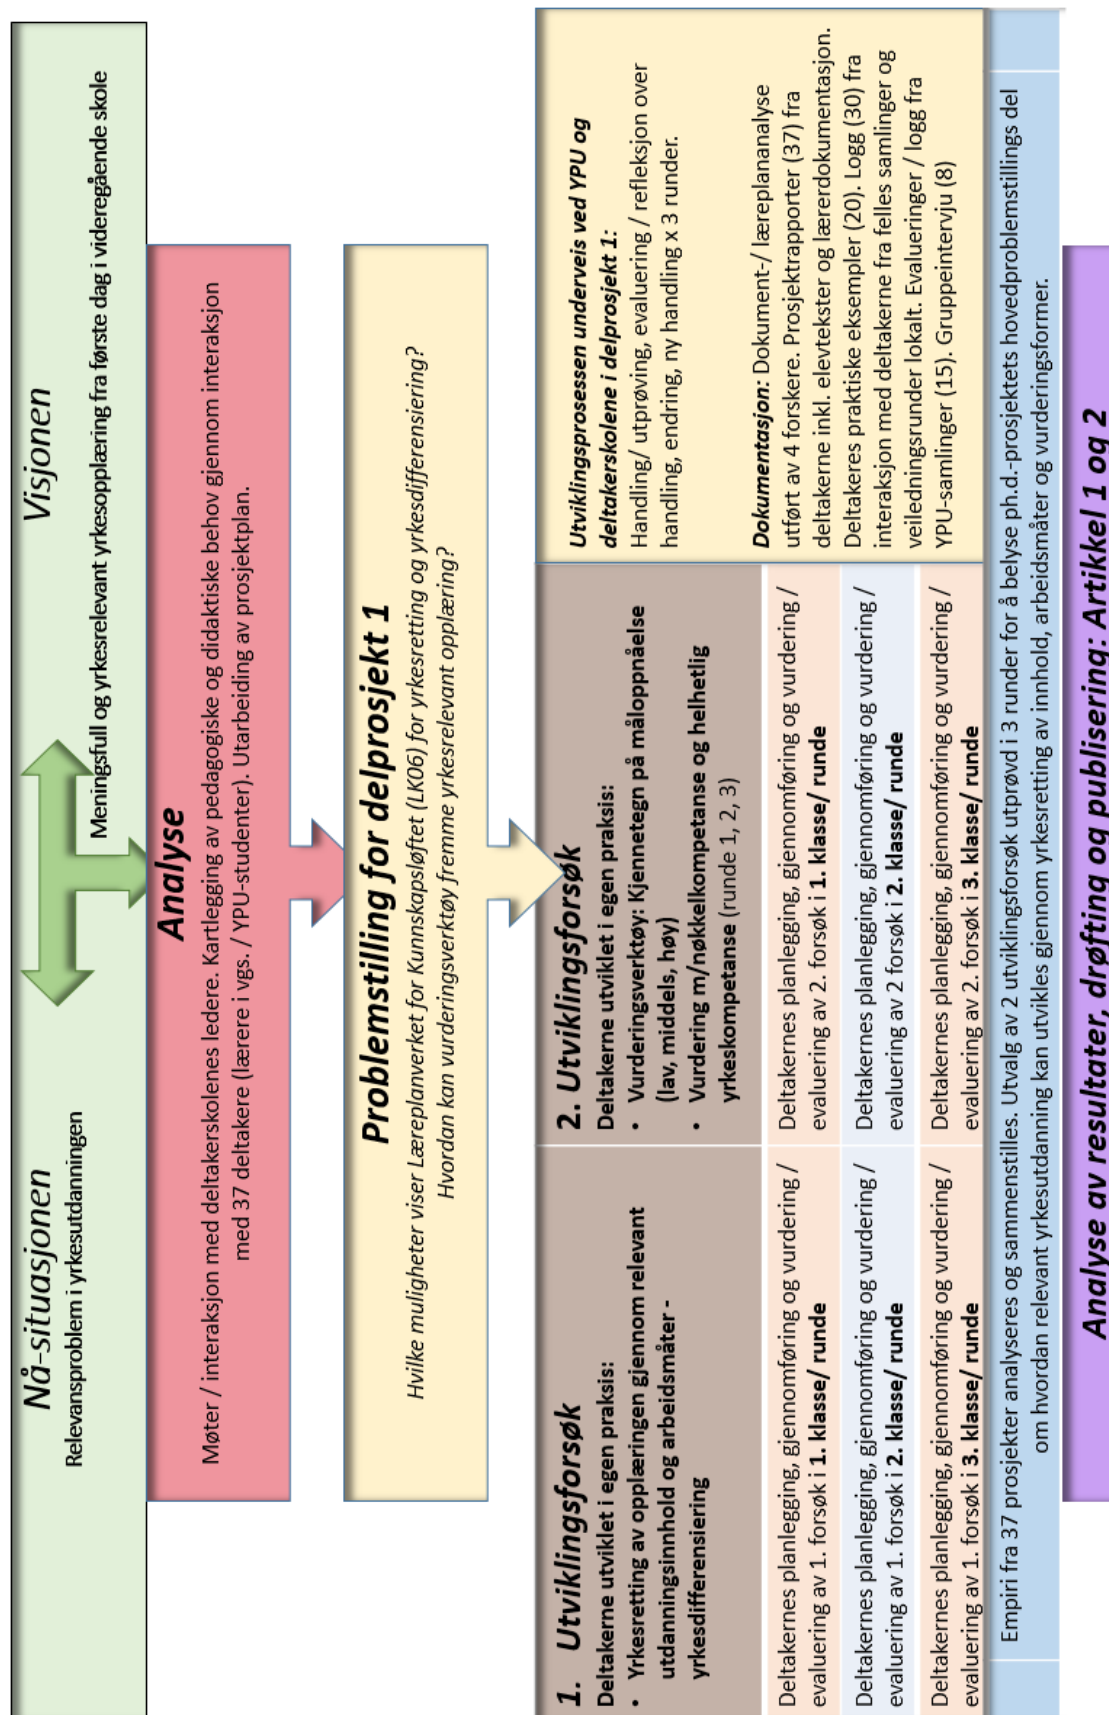 Nå-situasjonen
Relevansproblem i yrkesutdanningen
Visjonen
Meningsfull og yrkesrelevant yrkesopplæring fra første dag i videregående skole
Analyse
Møter / interaksjon med deltakerskolenes ledere. Kartlegging av pedagogiske og didaktiske behov gjennom interaksjon
med 37 deltakere (lærere i vgs. / YPU-studenter). Utarbeiding av prosjektplan.
Problemstilling for delprosjekt 1
Hvilke muligheter viser Læreplanverket for Kunnskapsløftet (LK06) for yrkesretting og yrkesdifferensiering?
Hvordan kan vurderingsverktøy fremme yrkesrelevant opplæring?
1. Utviklingsforsøk
Deltakerne utviklet i egen praksis:
• Yrkesretting av opplæringen gjennom relevant
utdanningsinnhold og arbeidsmåter -
yrkesdifferensiering
Deltakernes planlegging, gjennomføring og vurdering /
evaluering av 1. forsøk i 1. klasse/ runde
Deltakernes planlegging, gjennomføring og vurdering /
evaluering av 1. forsøk i 2. klasse/ runde
Deltakernes planlegging, gjennomføring og vurdering /
evaluering av 1. forsøk i 3. klasse/ runde
2. Utviklingsforsøk
Deltakerne utviklet i egen praksis:
• Vurderingsverktøy: Kjennetegn på måloppnåelse
(lav, middels, høy)
• Vurdering m/nøkkelkompetanse og helhetlig
yrkeskompetanse (runde 1, 2, 3)
Deltakernes planlegging, gjennomføring og vurdering /
evaluering av 2. forsøk i 1. klasse/ runde
Deltakernes planlegging, gjennomføring og vurdering /
evaluering av 2 forsøk i 2. klasse/ runde
Deltakernes planlegging, gjennomføring og vurdering /
evaluering av 2. forsøk i 3. klasse/ runde
Utviklingsprosessen underveis ved YPU og
deltakerskolene i delprosjekt 1:
Handling/ utprøving, evaluering / refleksjon over
handling, endring, ny handling x 3 runder.
Dokumentasjon: Dokument-/ læreplananalyse
utført av 4 forskere. Prosjektrapporter (37) fra
deltakerne inkl. elevtekster og lærerdokumentasjon.
Deltakeres praktiske eksempler (20). Logg (30) fra
interaksjon med deltakerne fra felles samlinger og
veiledningsrunder lokalt. Evalueringer / logg fra
YPU-samlinger (15). Gruppeintervju (8)
Empiri fra 37 prosjekter analyseres og sammenstilles. Utvalg av 2 utviklingsforsøk utprøvd i 3 runder for å belyse ph.d.-prosjektets hovedproblemstillings del
om hvordan relevant yrkesutdanning kan utvikles gjennom yrkesretting av innhold, arbeidsmåter og vurderingsformer.
Analyse av resultater, drøfting og publisering: Artikkel 1 og 2